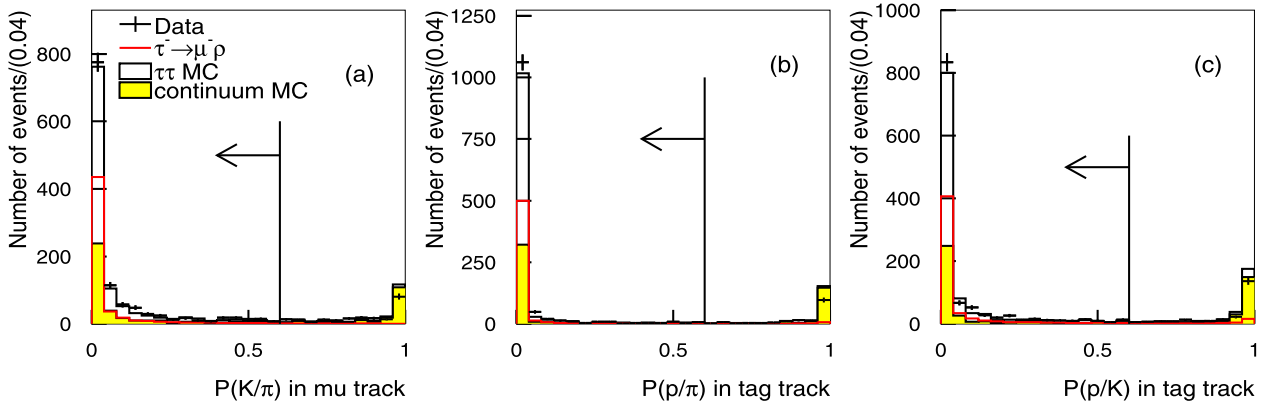 Number of events/(0.04)
800
600
400
200
0
Data
τ⁻→μ⁻ρ
ττ MC
continuum MC
(a)
0
0.5
1
P(K/π) in mu track
Number of events/(0.04)
1250
1000
750
500
250
0
(b)
0
0.5
1
P(p/π) in tag track
Number of events/(0.04)
1000
800
600
400
200
0
(c)
0
0.5
1
P(p/K) in tag track